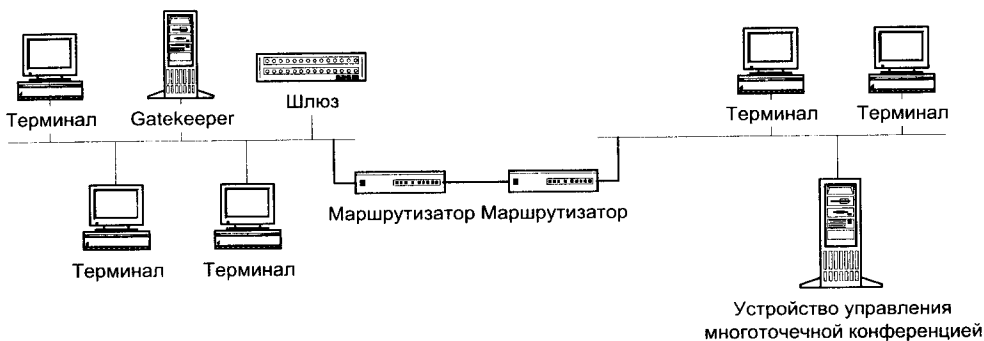 Терминал
Gatekeeper
Шлюз
Терминал
Терминал
Терминал
Терминал
Маршрутизатор
Маршрутизатор
Устройство управления
многоточечной конференцией